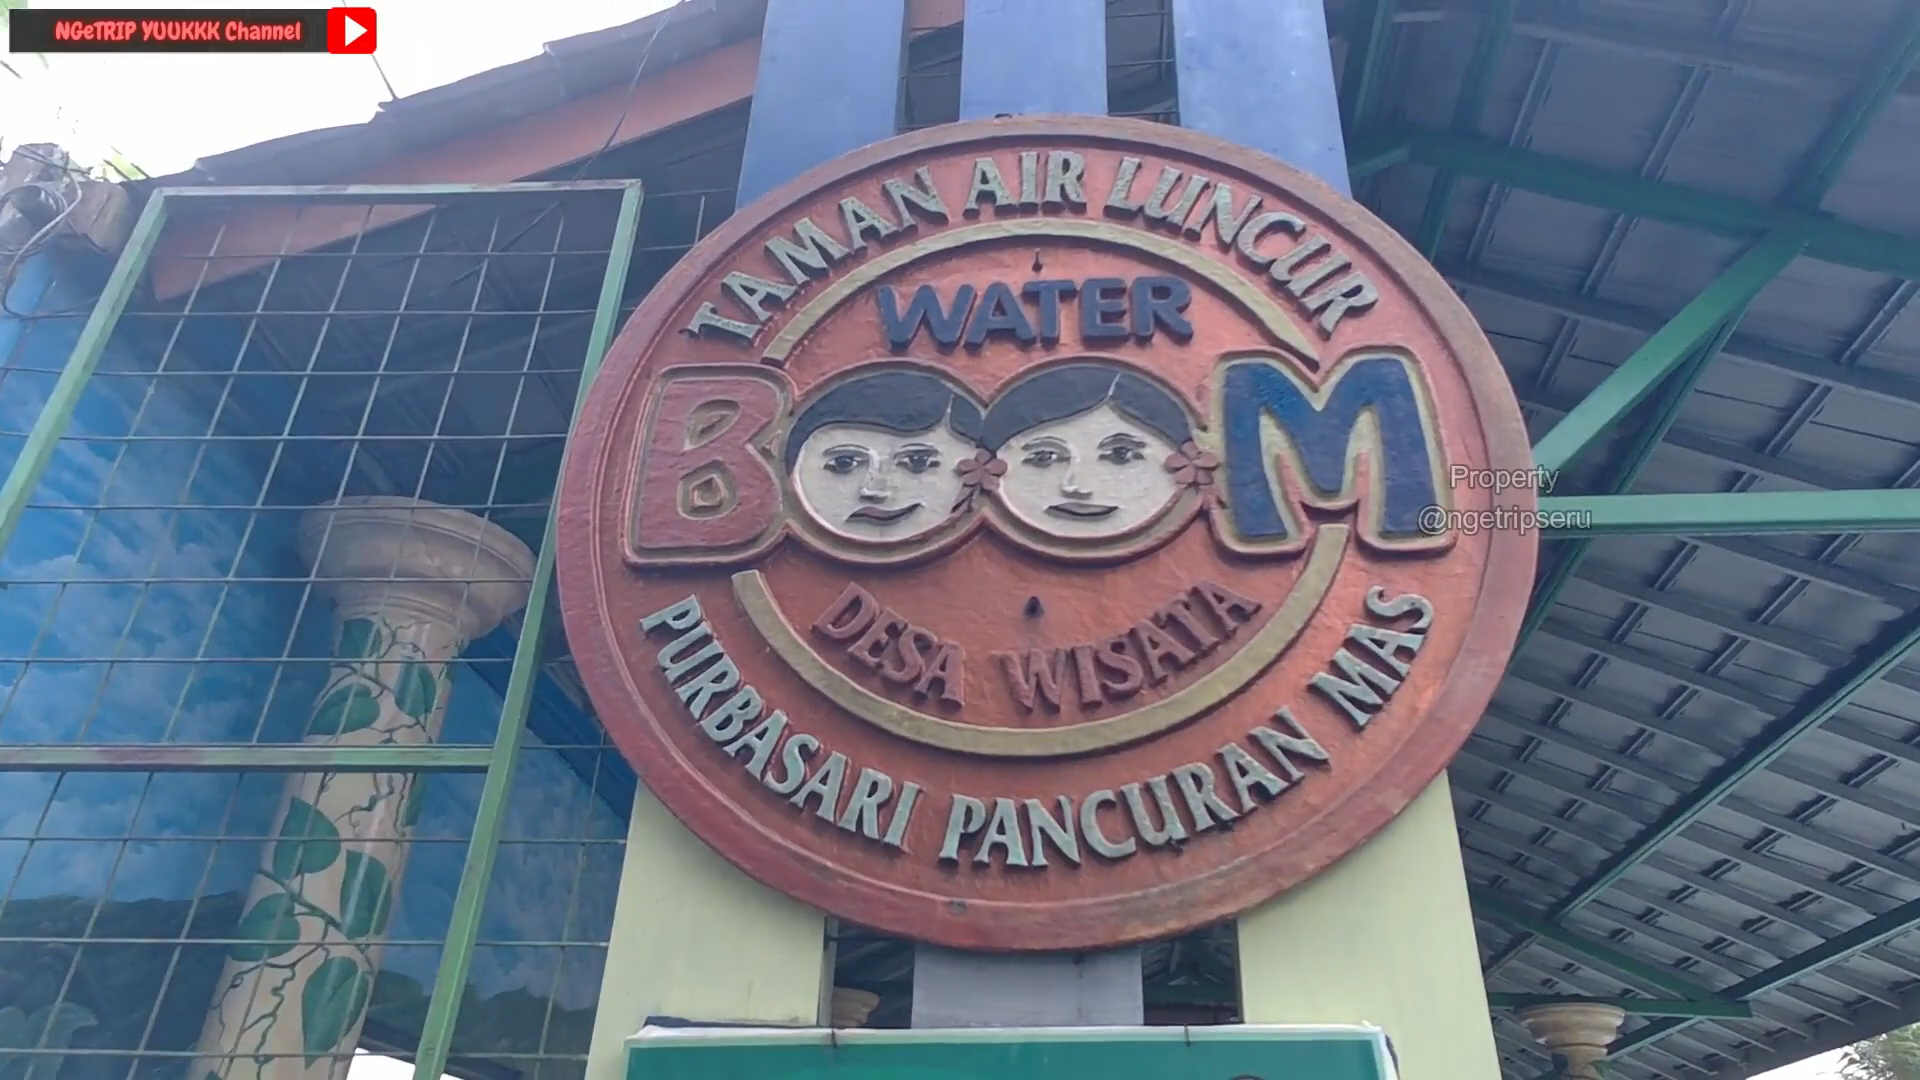 NGeTRIP YUUKKK Channel
TAMAN AIR LUNCUR
WATER
BOOM
DESA WISATA
PURBASARI PANCURAN MAS
Property
@ngetripseru